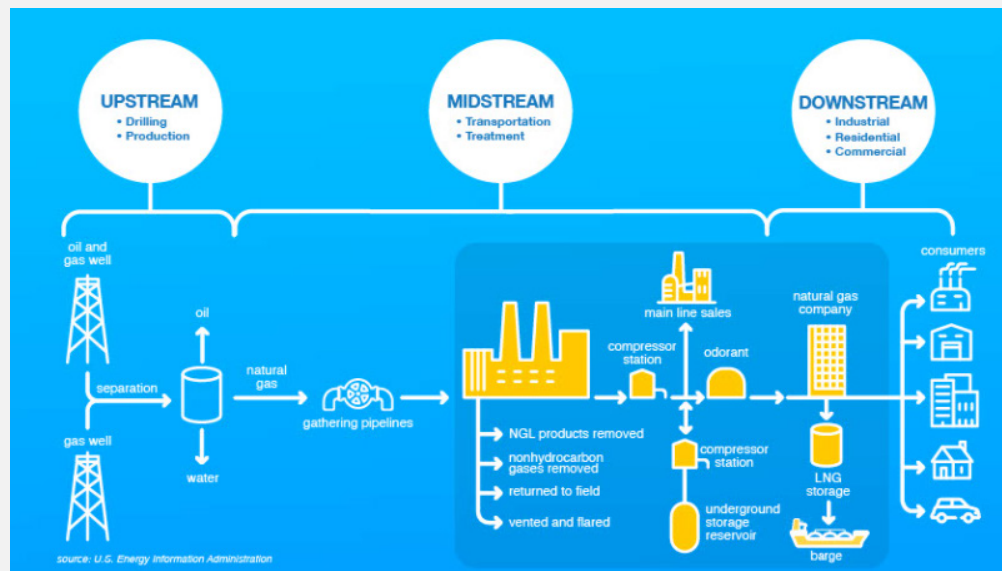 UPSTREAM
• Drilling
• Production
MIDSTREAM
• Transportation
• Treatment
DOWNSTREAM
• Industrial
• Residential
• Commercial
oil and
gas well
oil
separation
natural
gas
gathering pipelines
gas well
water
main line sales
compressor
station
odorant
natural gas
company
consumers
NGL products removed
nonhydrocarbon
gases removed
returned to field
vented and flared
compressor
station
underground
storage
reservoir
LNG
storage
barge
source: U.S. Energy Information Administration